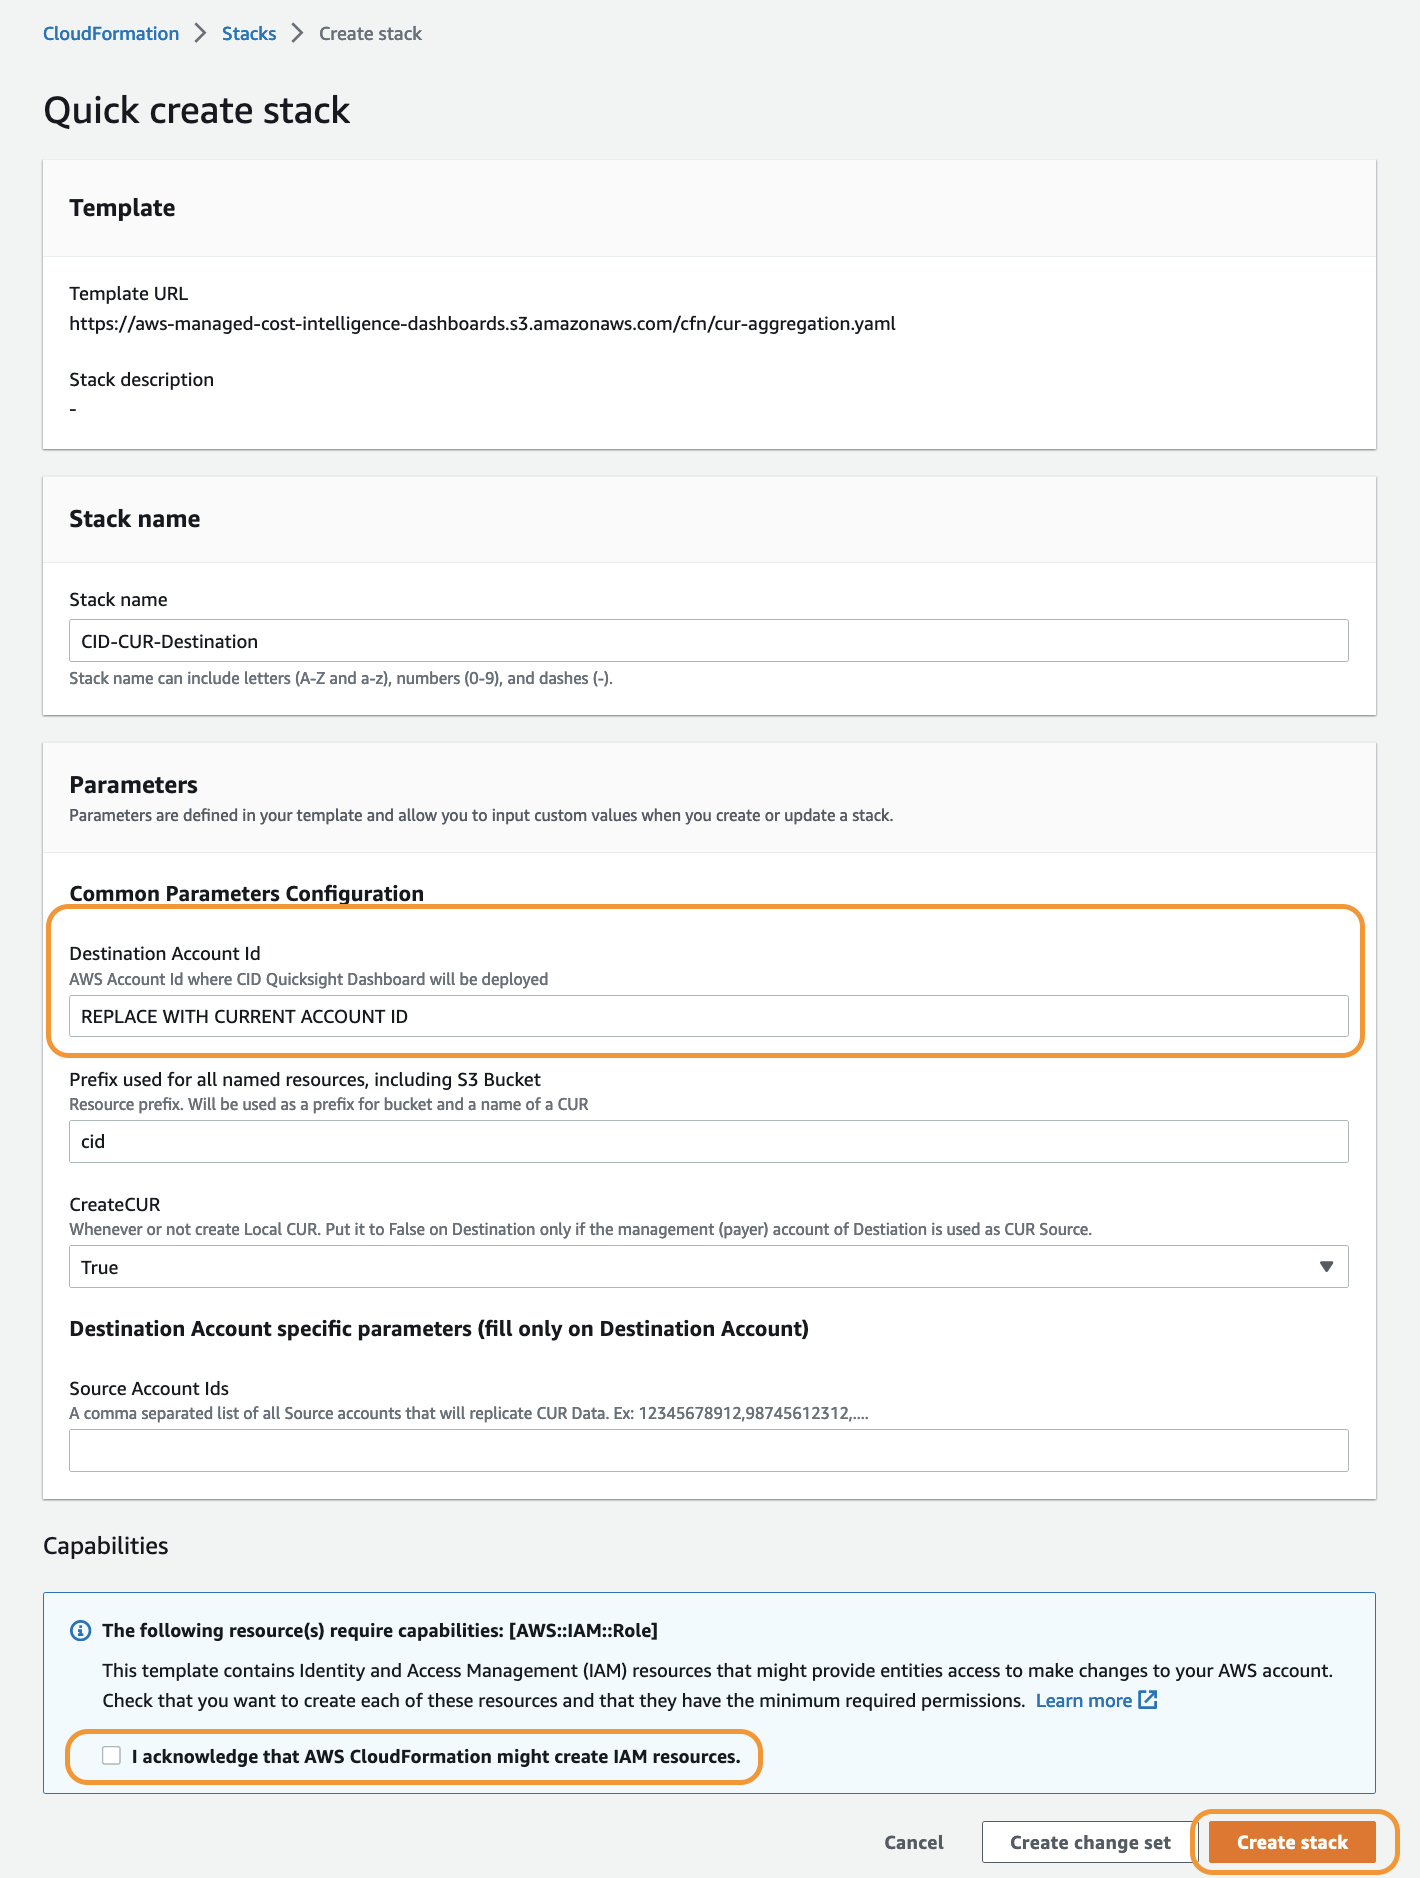 CloudFormation > Stacks > Create stack
Quick create stack
Template
Template URL
https://aws-managed-cost-intelligence-dashboards.s3.amazonaws.com/cfn/cur-aggregation.yaml
Stack description
-
Stack name
Stack name
CID-CUR-Destination
Stack name can include letters (A-Z and a-z), numbers (0-9), and dashes (-).
Parameters
Parameters are defined in your template and allow you to input custom values when you create or update a stack.
Common Parameters Configuration
Destination Account Id
AWS Account Id where CID Quicksight Dashboard will be deployed
REPLACE WITH CURRENT ACCOUNT ID
Prefix used for all named resources, including S3 Bucket
Resource prefix. Will be used as a prefix for bucket and a name of a CUR
cid
CreateCUR
Whenever or not create Local CUR. Put it to False on Destination only if the management (payer) account of Destiation is used as CUR Source.
True
Destination Account specific parameters (fill only on Destination Account)
Source Account Ids
A comma separated list of all Source accounts that will replicate CUR Data. Ex: 12345678912,98745612312,....
Capabilities
The following resource(s) require capabilities: [AWS::IAM::Role]
This template contains Identity and Access Management (IAM) resources that might provide entities access to make changes to your AWS account.
Check that you want to create each of these resources and that they have the minimum required permissions. Learn more
I acknowledge that AWS CloudFormation might create IAM resources.
Cancel Create change set Create stack